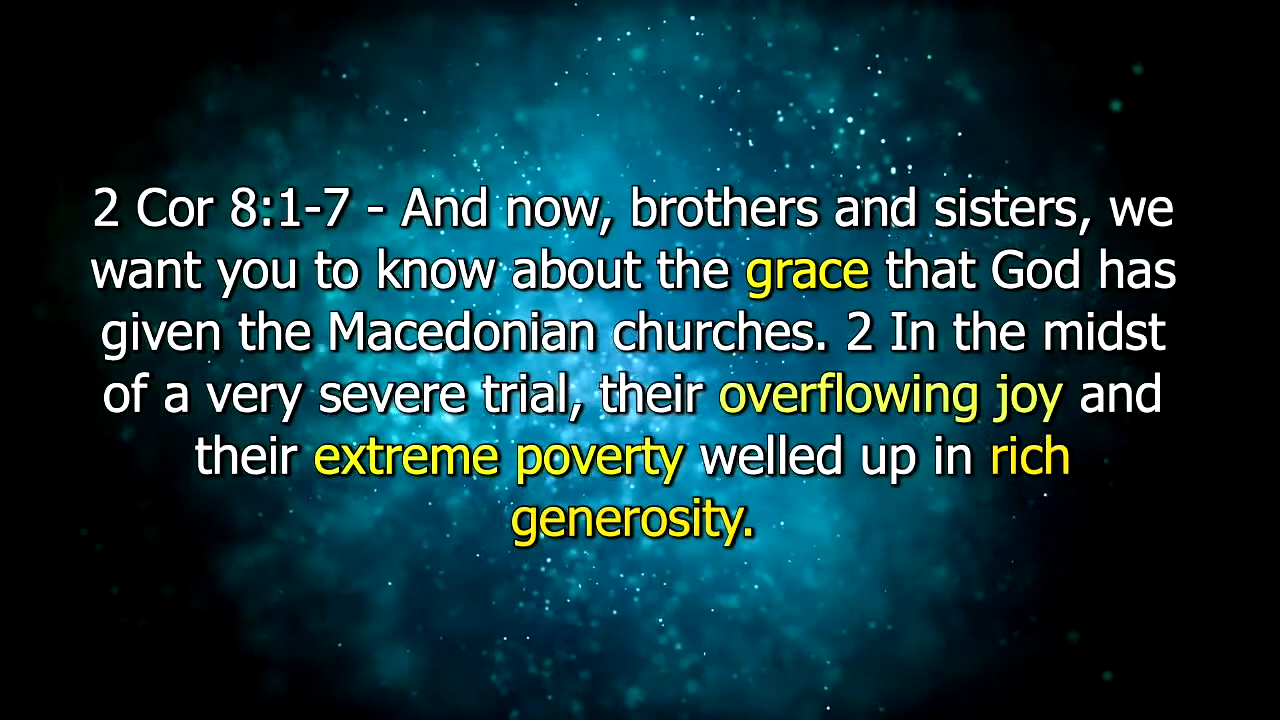 2 Cor 8:1-7 - And now, brothers and sisters, we
want you to know about the grace that God has
given the Macedonian churches. 2 In the midst
of a very severe trial, their overflowing joy and
their extreme poverty welled up in rich
generosity.